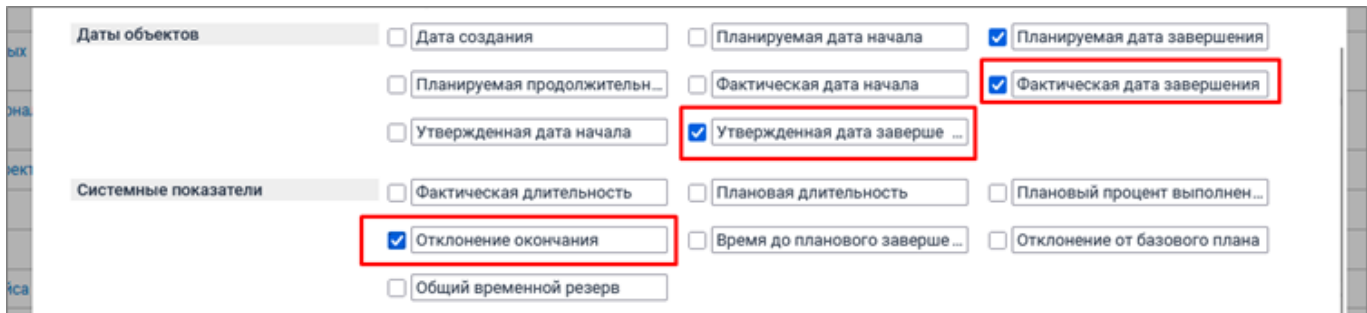 Даты объектов
Дата создания
Планируемая дата начала
Планируемая дата завершения
Планируемая продолжительн...
Фактическая дата начала
Фактическая дата завершения
Утвержденная дата начала
Утвержденная дата заверше ...
Системные показатели
Фактическая длительность
Плановая длительность
Плановый процент выполнен...
Отклонение окончания
Время до планового заверше ...
Отклонение от базового плана
Общий временной резерв